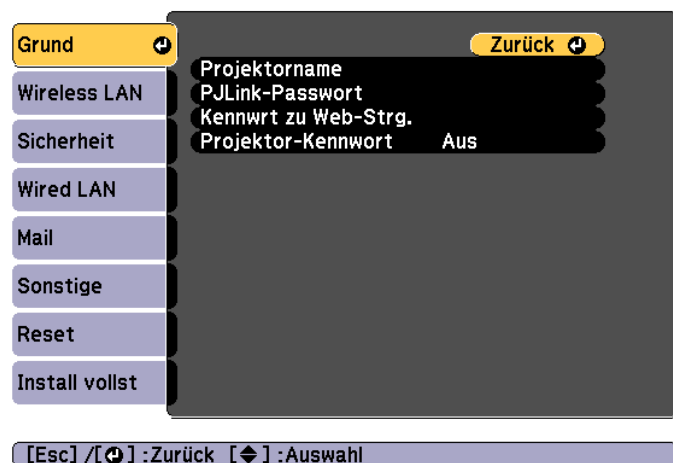 Grund
Wireless LAN
Sicherheit
Wired LAN
Mail
Sonstige
Reset
Install vollst
Zurück
Projektorname
PJLink-Passwort
Kennwrt zu Web-Strg.
Projektor-Kennwort Aus
[Esc] /[⏎] :Zurück [◆] :Auswahl